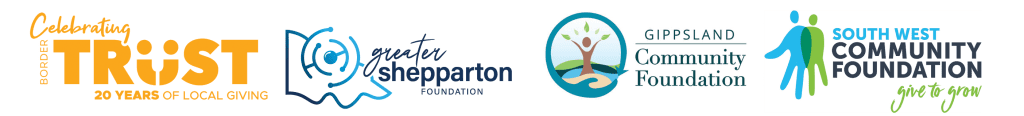 Celebrating
BORDER
TRUST
20 YEARS OF LOCAL GIVING
greater
shepparton
FOUNDATION
GIPPSLAND
Community
Foundation
SOUTH WEST
COMMUNITY
FOUNDATION
give to grow